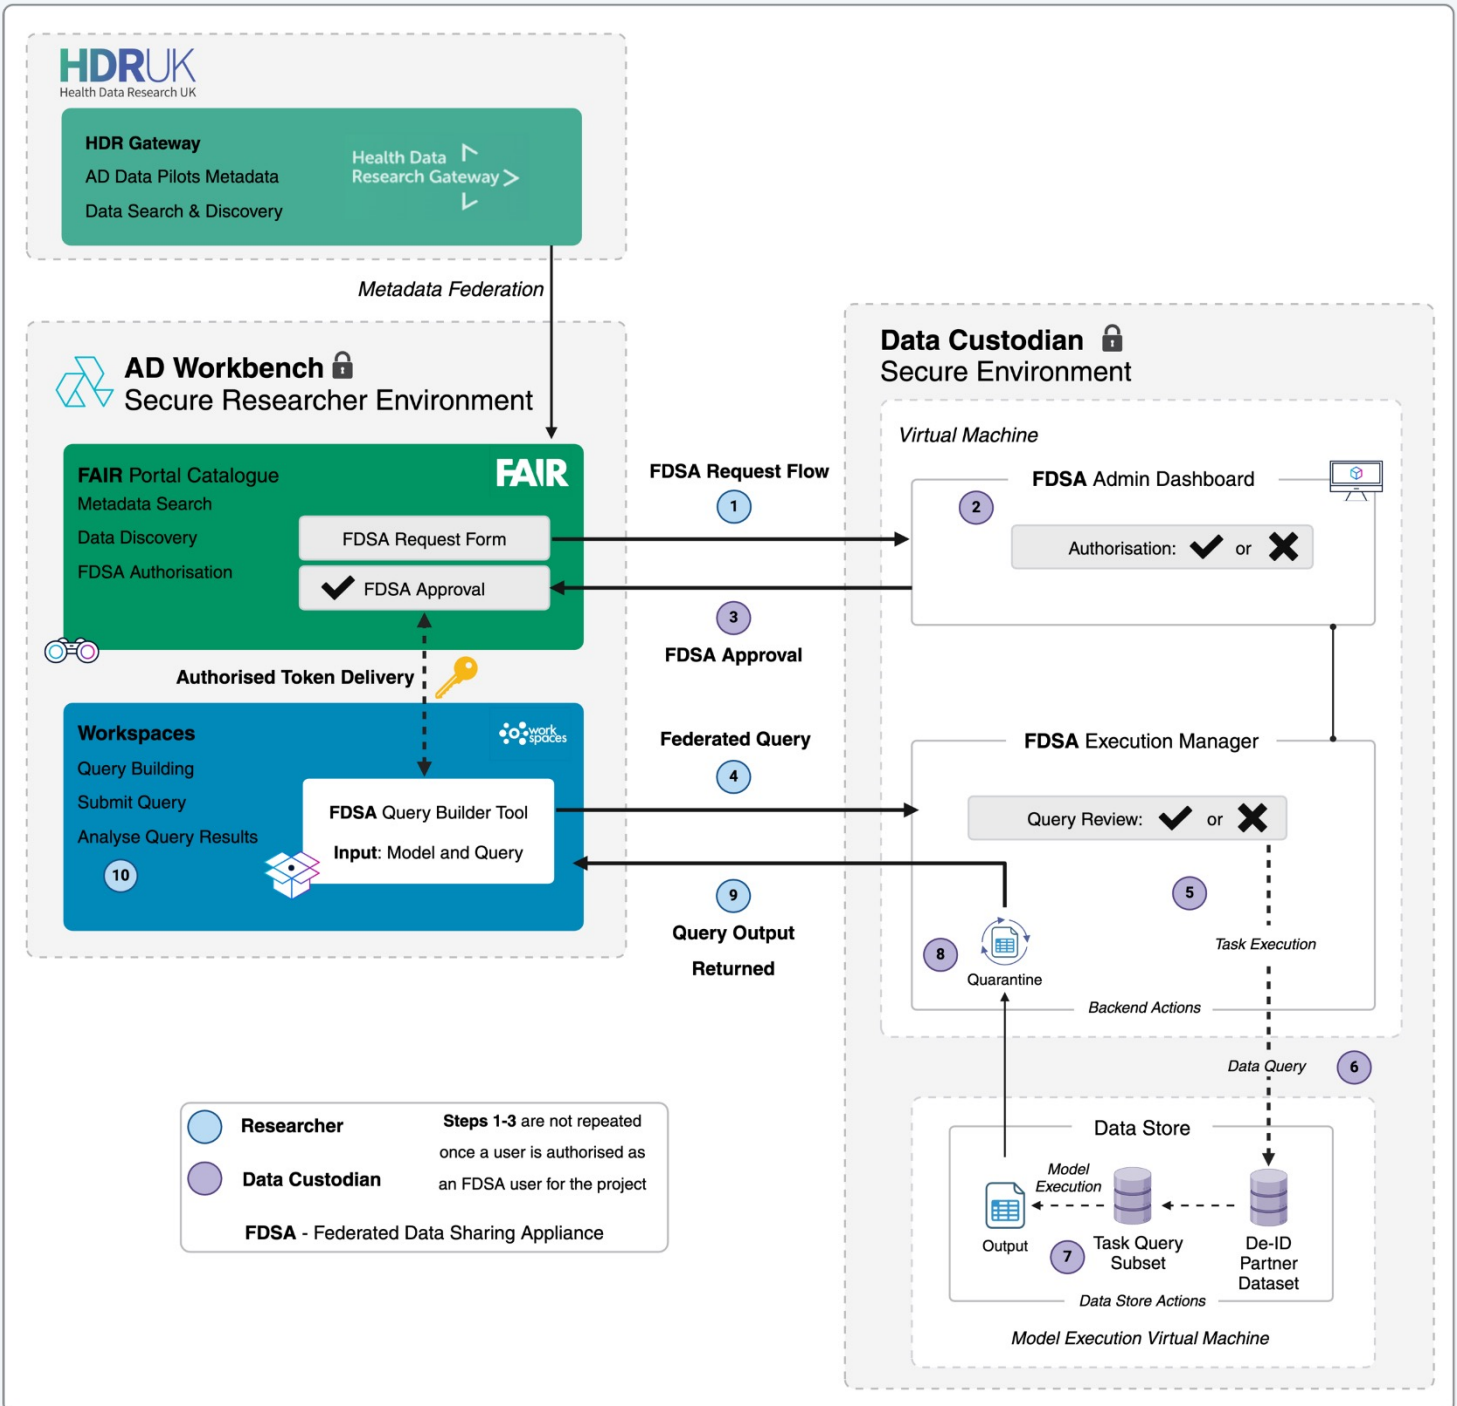 HDRUK
Health Data Research UK
HDR Gateway
AD Data Pilots Metadata
Data Search & Discovery
Health Data
Research Gateway
Metadata Federation
AD Workbench
Secure Researcher Environment
FAIR Portal Catalogue
FAIR
Metadata Search
Data Discovery
FDSA Authorisation
FDSA Request Form
FDSA Approval
Authorised Token Delivery
Workspaces
work
spaces
Query Building
Submit Query
Analyse Query Results
10
FDSA Query Builder Tool
Input: Model and Query
FDSA Request Flow
1
3
FDSA Approval
Federated Query
4
9
Query Output
Returned
Data Custodian
Secure Environment
Virtual Machine
FDSA Admin Dashboard
2
Authorisation: or
FDSA Execution Manager
Query Review: or
5
Task Execution
8
Quarantine
Backend Actions
Data Query
6
Data Store
Model
Execution
Output
7
Task Query
Subset
De-ID
Partner
Dataset
Data Store Actions
Model Execution Virtual Machine
Researcher
Data Custodian
Steps 1-3 are not repeated
once a user is authorised as
an FDSA user for the project
FDSA - Federated Data Sharing Appliance